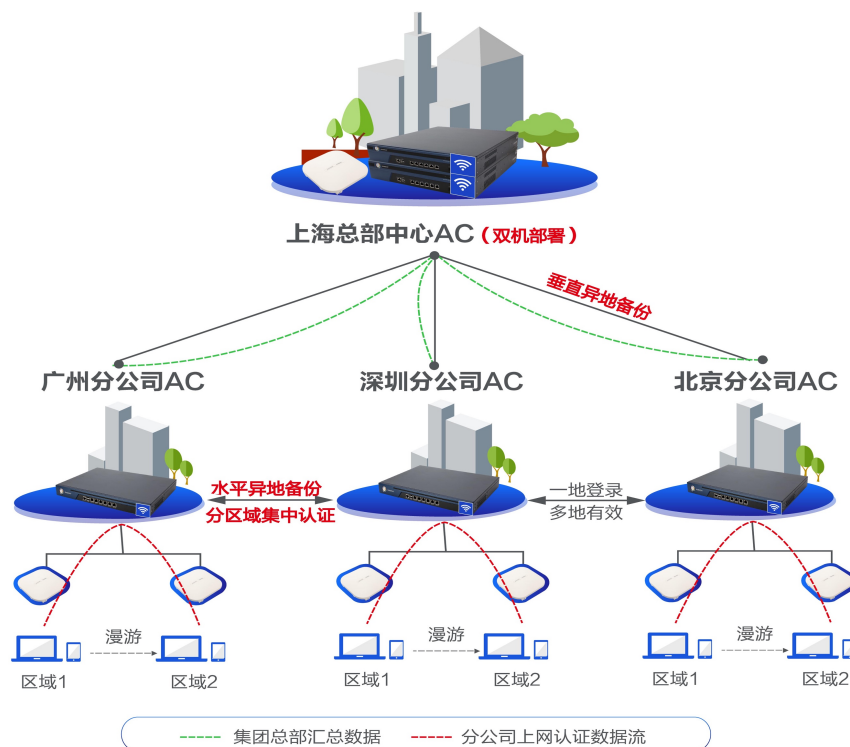 上海总部中心AC（双机部署）
垂直异地备份
广州分公司AC
深圳分公司AC
北京分公司AC
水平异地备份
分区域集中认证
一地登录
多地有效
漫游
漫游
漫游
区域1
区域2
区域1
区域2
区域1
区域2
集团总部汇总数据
分公司上网认证数据流